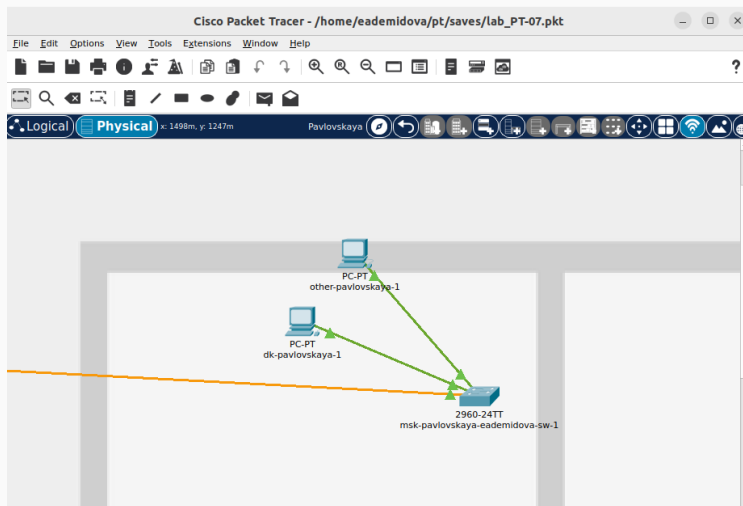 Cisco Packet Tracer - /home/eademidova/pt/saves/lab_PT-07.pkt
File Edit Options View Tools Extensions Window Help
?
Logical Physical x: 1498m, y: 1247m Pavlovskaya
PC-PT
other-pavlovskaya-1
PC-PT
dk-pavlovskaya-1
2960-24TT
msk-pavlovskaya-eademidova-sw-1